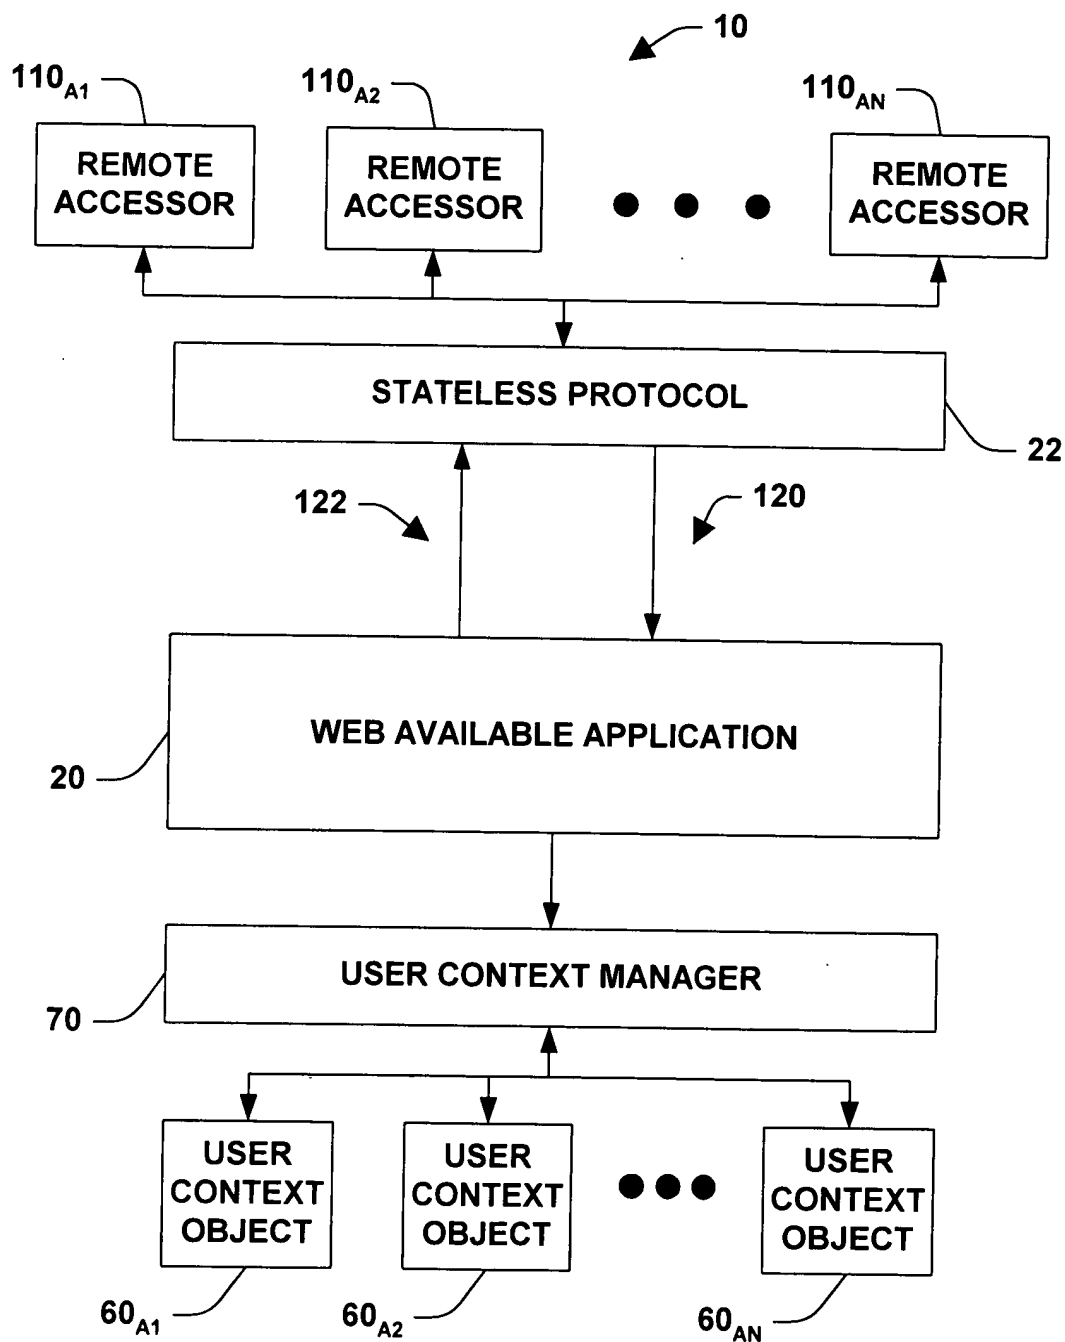 10
110A1
110A2
110AN
REMOTE
ACCESSOR
REMOTE
ACCESSOR
REMOTE
ACCESSOR
STATELESS PROTOCOL
22
122
120
WEB AVAILABLE APPLICATION
20
USER CONTEXT MANAGER
70
USER
CONTEXT
OBJECT
USER
CONTEXT
OBJECT
USER
CONTEXT
OBJECT
60A1
60A2
60AN